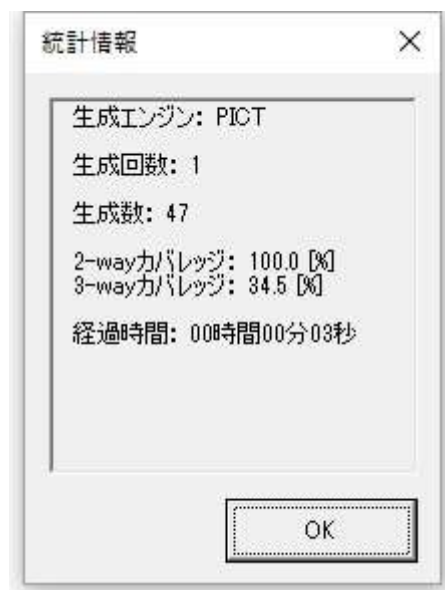 統計情報
生成エンジン: PICT
生成回数: 1
生成数: 47
2-wayカバレッジ: 100.0 [%]
3-wayカバレッジ: 34.5 [%]
経過時間: 00時間00分03秒
OK